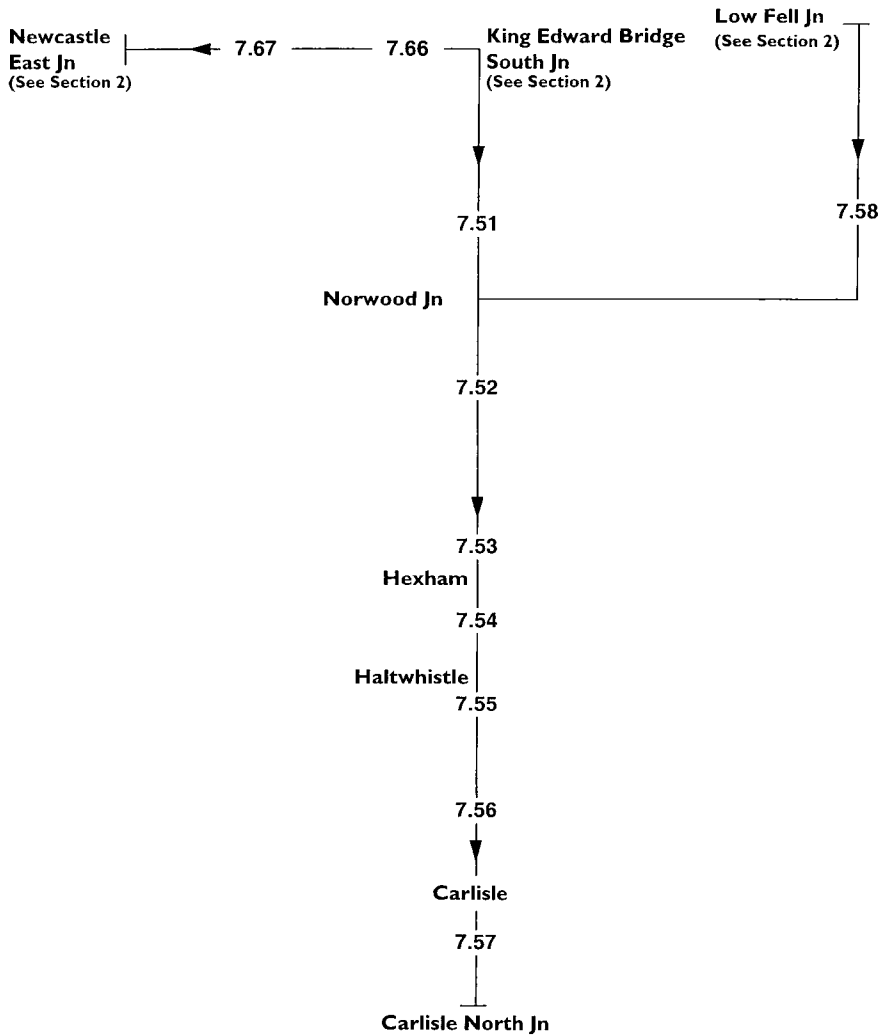 Low Fell Jn
(See Section 2)
Newcastle
East Jn
(See Section 2)
7.67
7.66
King Edward Bridge
South Jn
(See Section 2)
7.58
7.51
Norwood Jn
7.52
7.53
Hexham
7.54
Haltwhistle
7.55
7.56
Carlisle
7.57
Carlisle North Jn